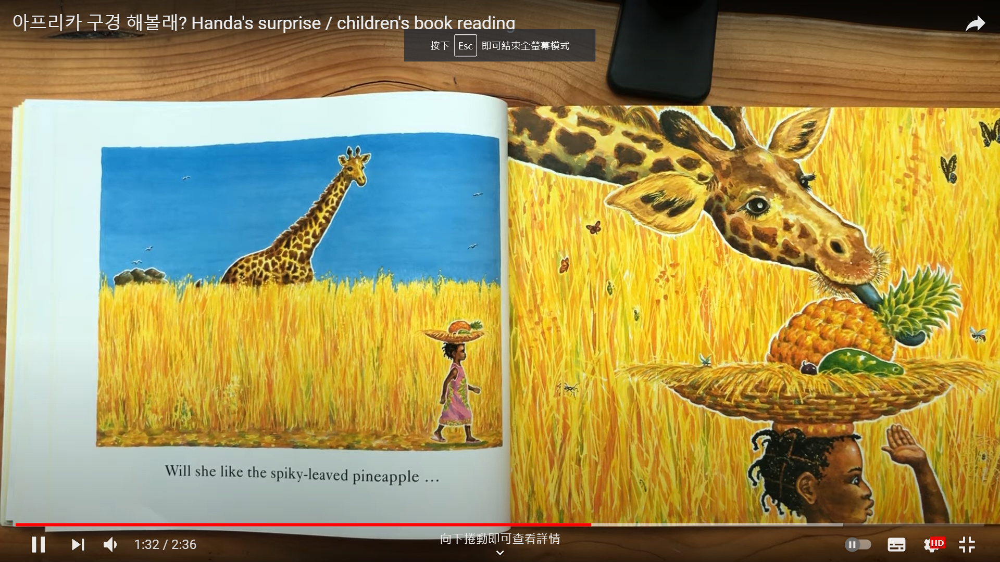 아프리카 구경 해볼래? Handa's surprise / children's book reading
按下 Esc 即可結束全螢幕模式
Will she like the spiky-leaved pineapple ...
1:32 / 2:36
向下捲動即可查看詳情
HD